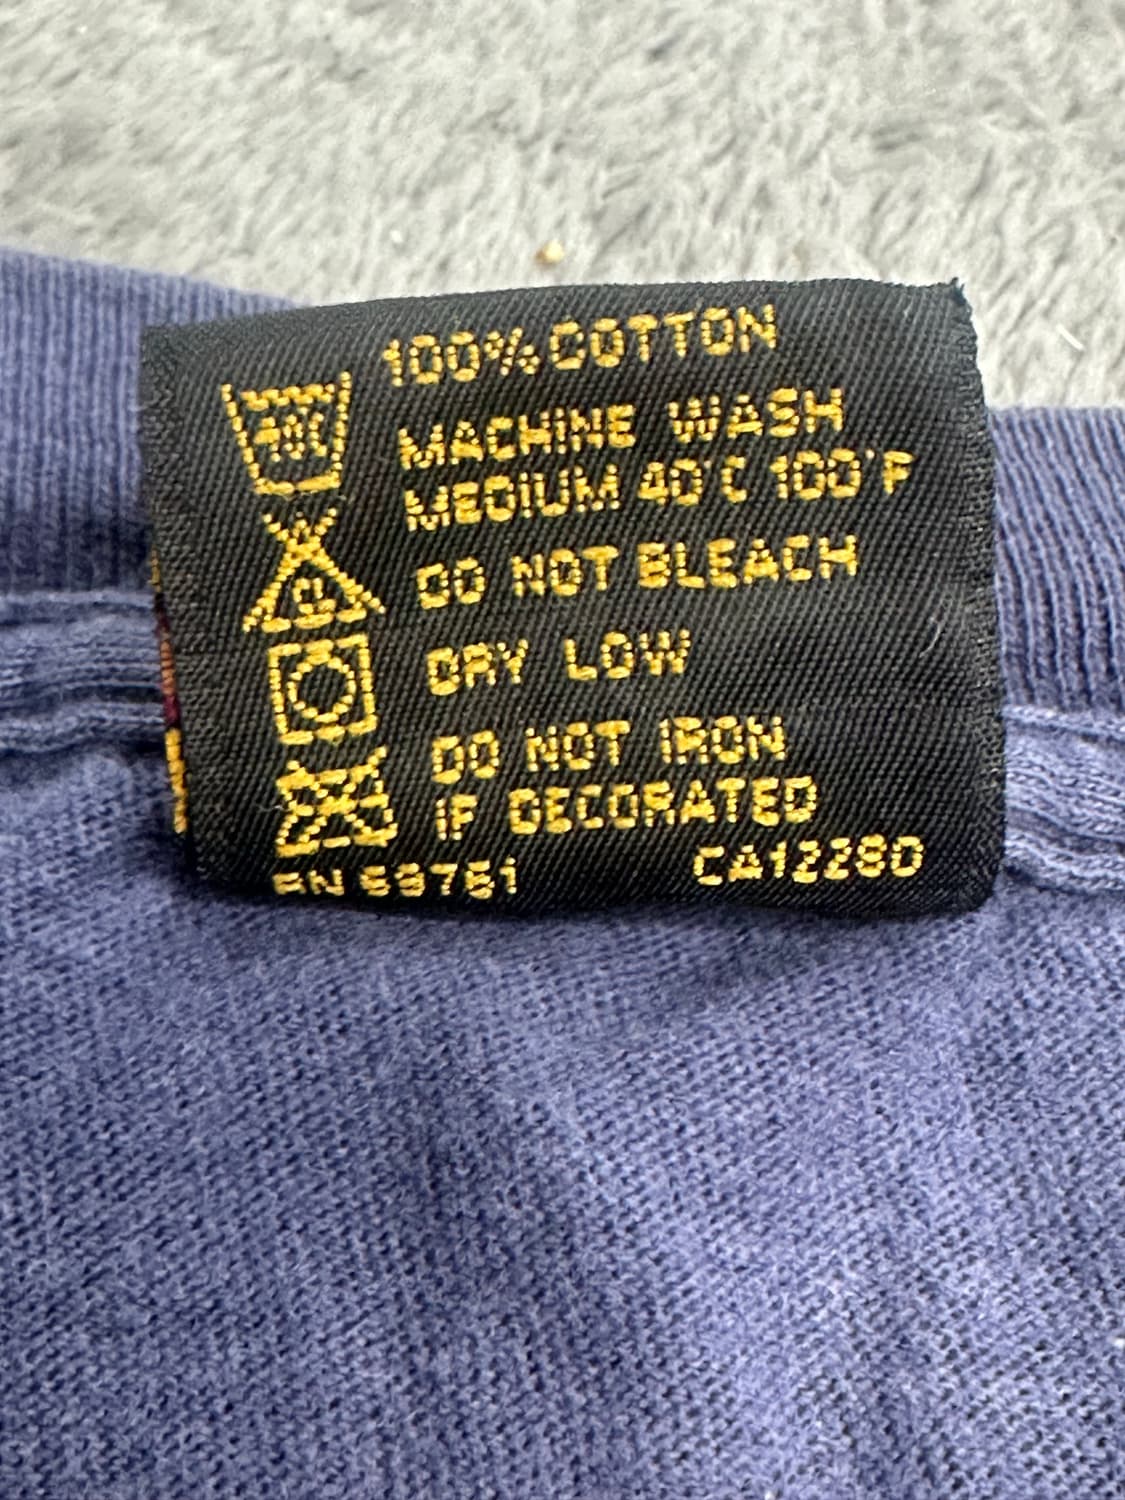 100% COTTON
40C
MACHINE WASH
MEDIUM 40°C 100°F
DO NOT BLEACH
DRY LOW
DO NOT IRON
IF DECORATED
RN CA12280